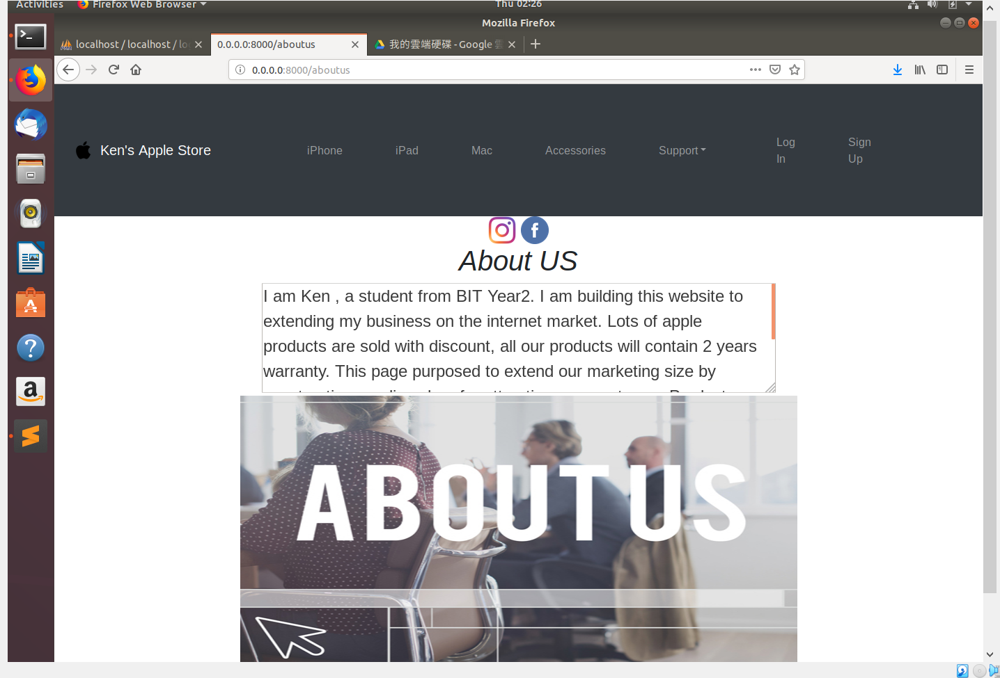 Activities
Firefox Web Browser
Thu 02:26
Mozilla Firefox
localhost / localhost / lo
0.0.0.0:8000/aboutus
我的雲端硬碟 - Google
0.0.0.0:8000/aboutus
Ken's Apple Store
iPhone
iPad
Mac
Accessories
Support
Log
In
Sign
Up
About US
I am Ken , a student from BIT Year2. I am building this website to
extending my business on the internet market. Lots of apple
products are sold with discount, all our products will contain 2 years
warranty. This page purposed to extend our marketing size by
ABOUT US